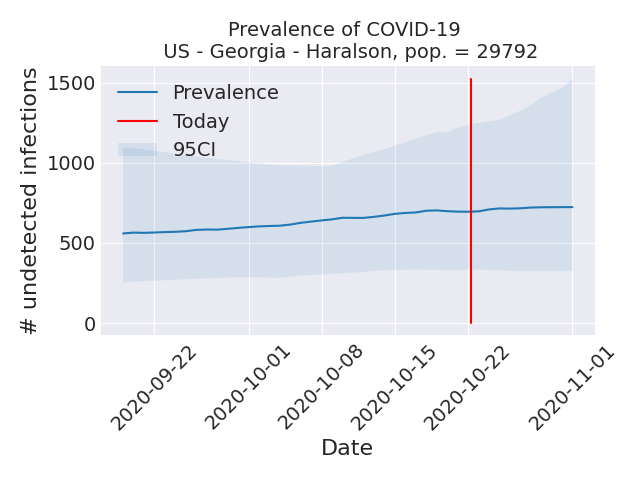 Prevalence of COVID-19
US - Georgia - Haralson, pop. = 29792
# undetected infections
1500
1000
500
0
Prevalence
Today
95CI
2020-09-22
2020-10-01
2020-10-08
2020-10-15
2020-10-22
2020-11-01
Date